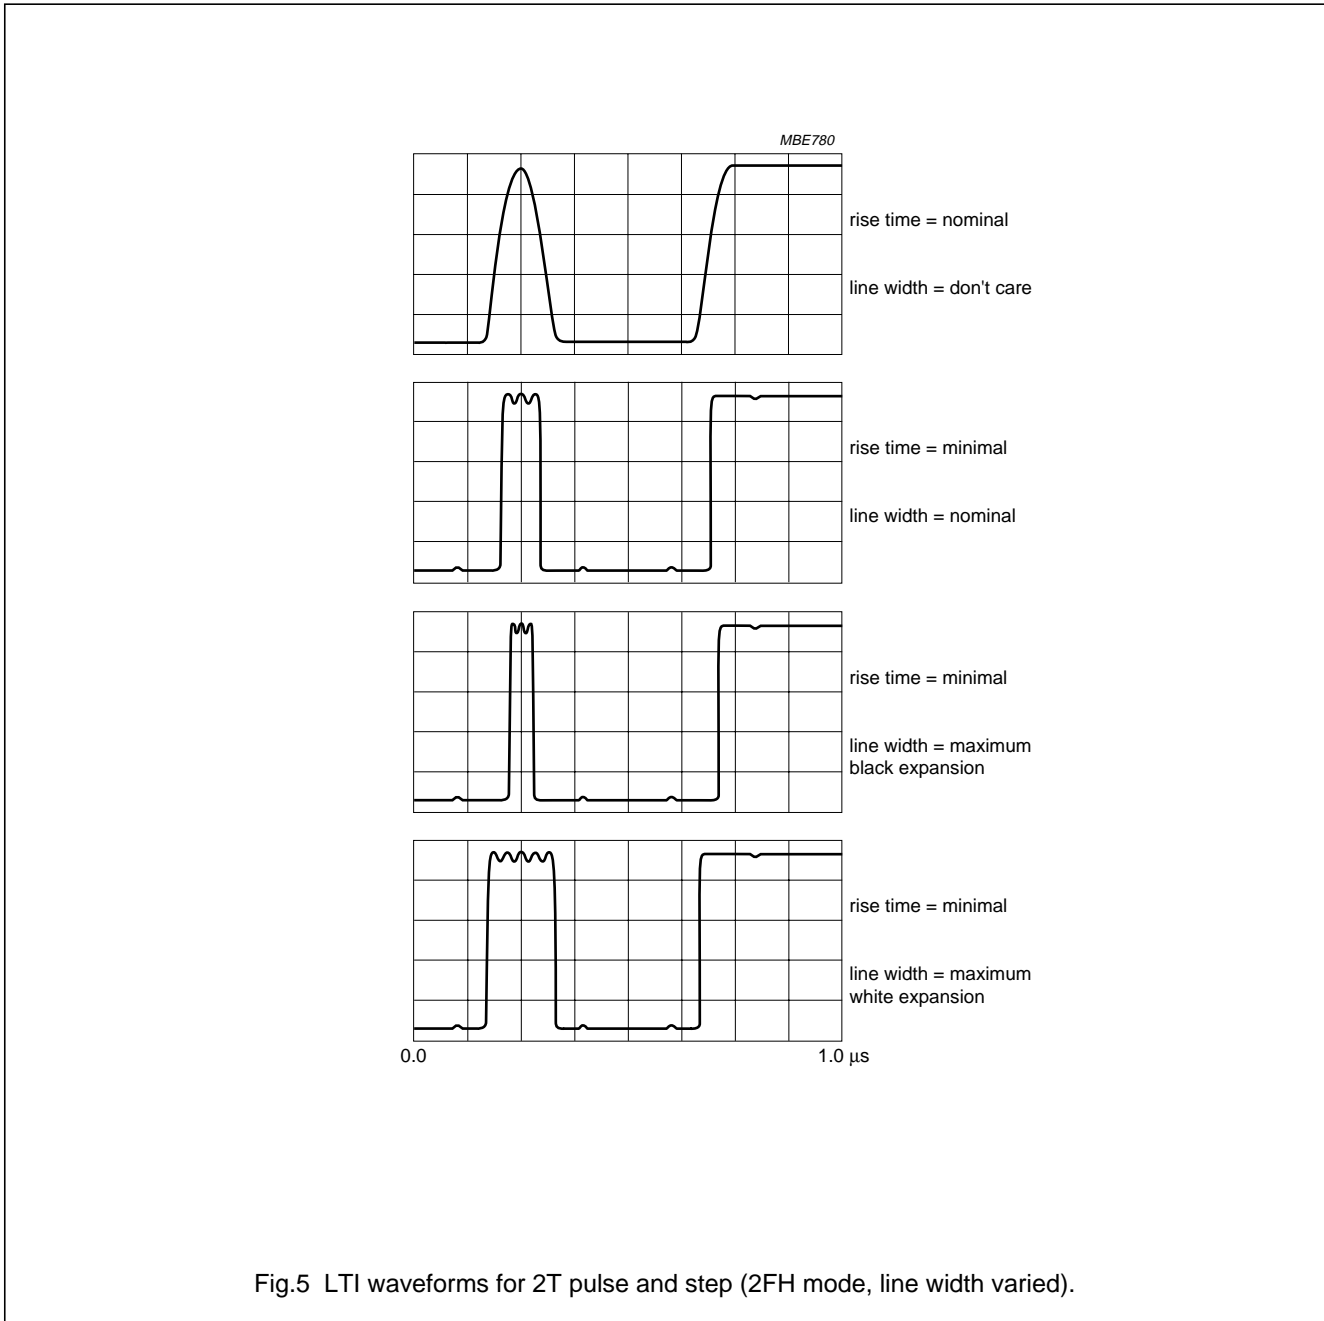 MBE780
rise time = nominal
line width = don't care
rise time = minimal
line width = nominal
rise time = minimal
line width = maximum
black expansion
rise time = minimal
line width = maximum
white expansion
0.0
1.0 μs
Fig.5 LTI waveforms for 2T pulse and step (2FH mode, line width varied).